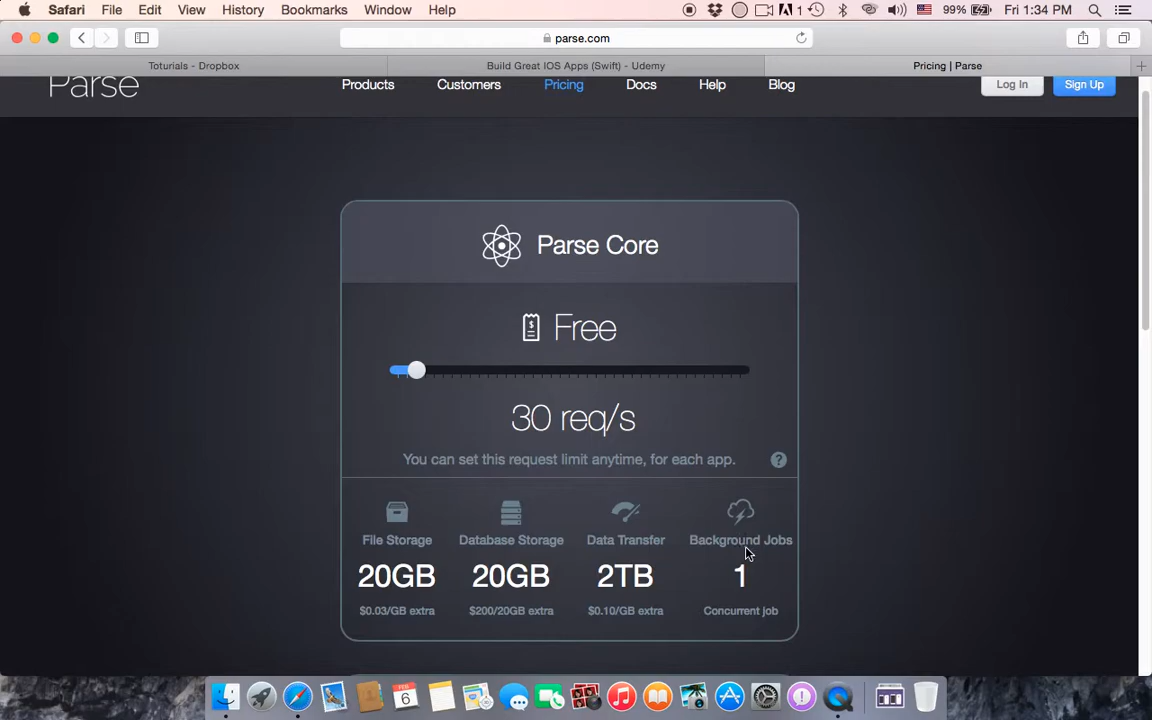 Safari File Edit View History Bookmarks Window Help 1 99% Fri 1:34 PM
parse.com
Toturials - Dropbox Build Great IOS Apps (Swift) - Udemy Pricing | Parse
Parse Products Customers Pricing Docs Help Blog Log In Sign Up
Parse Core
Free
30 req/s
You can set this request limit anytime, for each app. ?
File Storage Database Storage Data Transfer Background Jobs
20GB 20GB 2TB 1
$0.03/GB extra $200/20GB extra $0.10/GB extra Concurrent job
FEB
6